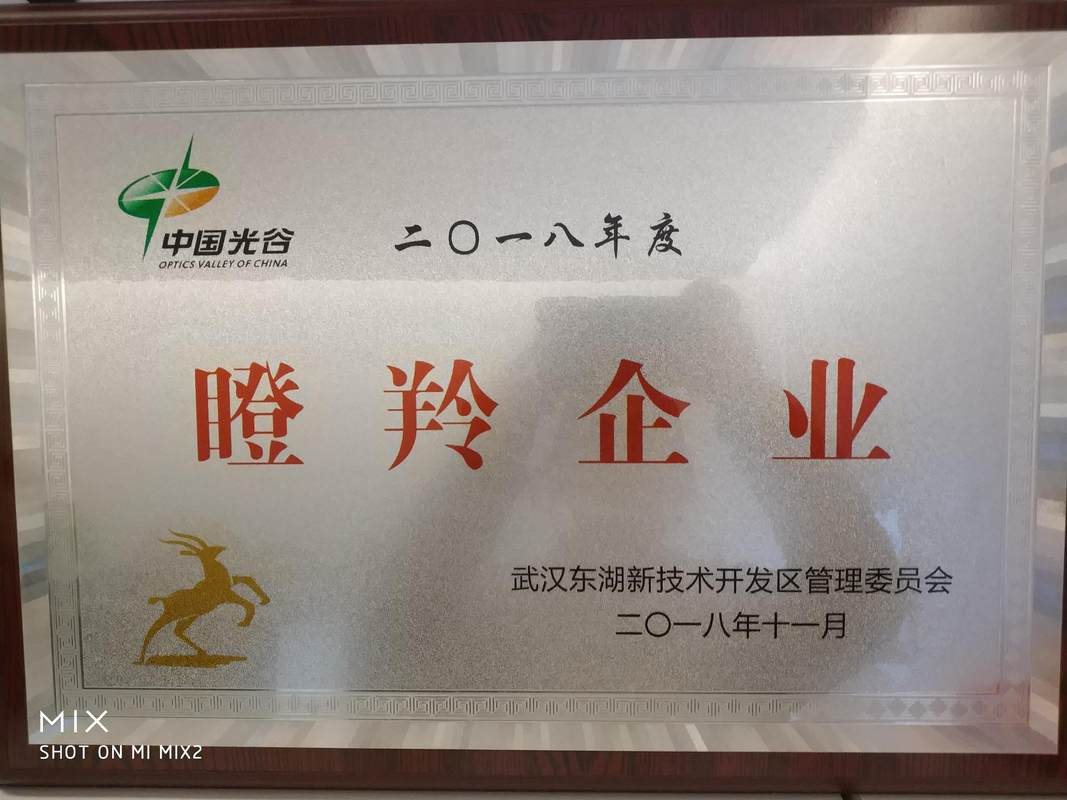 中国光谷
OPTICS VALLEY OF CHINA
二〇一八年度
瞪羚企业
武汉东湖新技术开发区管理委员会
二〇一八年十一月
MIX
SHOT ON MI MIX2